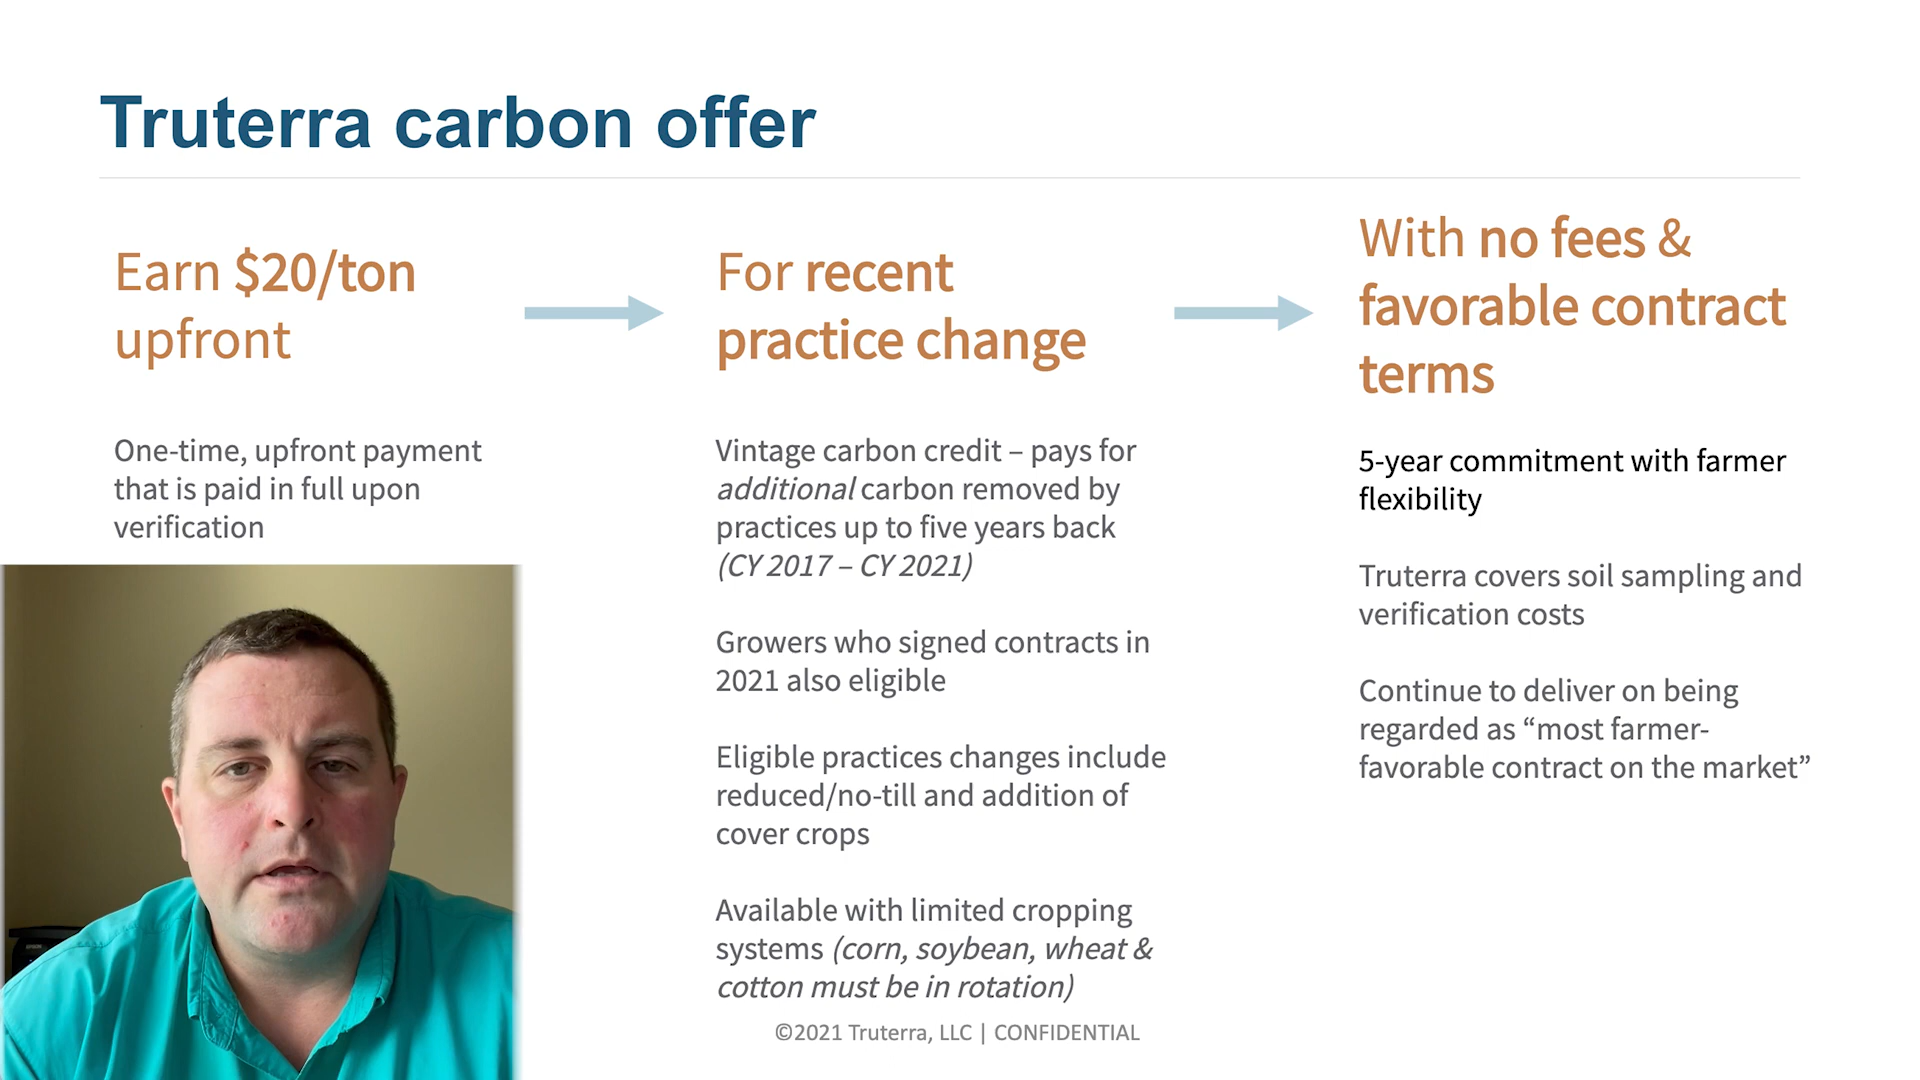 Truterra carbon offer
Earn $20/ton
upfront
One-time, upfront payment
that is paid in full upon
verification
For recent
practice change
Vintage carbon credit – pays for
additional carbon removed by
practices up to five years back
(CY 2017 – CY 2021)
Growers who signed contracts in
2021 also eligible
Eligible practices changes include
reduced/no-till and addition of
cover crops
Available with limited cropping
systems (corn, soybean, wheat &
cotton must be in rotation)
With no fees &
favorable contract
terms
5-year commitment with farmer
flexibility
Truterra covers soil sampling and
verification costs
Continue to deliver on being
regarded as “most farmer-
favorable contract on the market”
EPSON
©2021 Truterra, LLC | CONFIDENTIAL